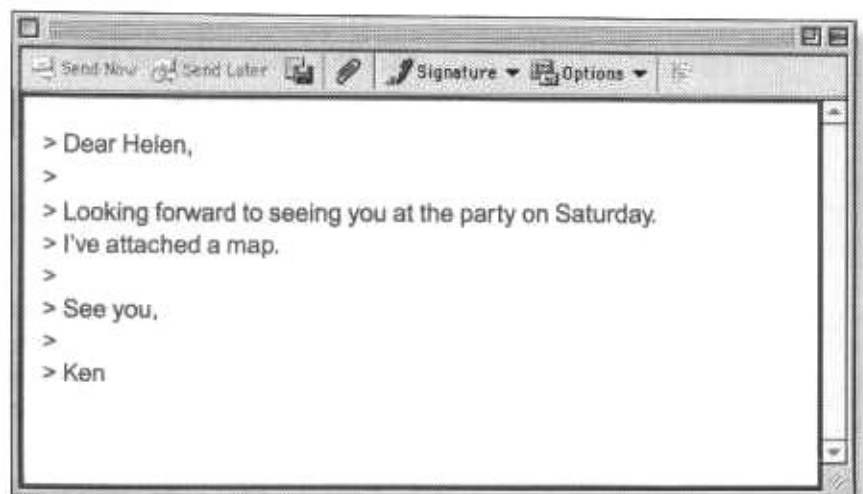 Send Now Send Later Signature Options
> Dear Helen,
>
> Looking forward to seeing you at the party on Saturday.
> I've attached a map.
>
> See you,
>
> Ken